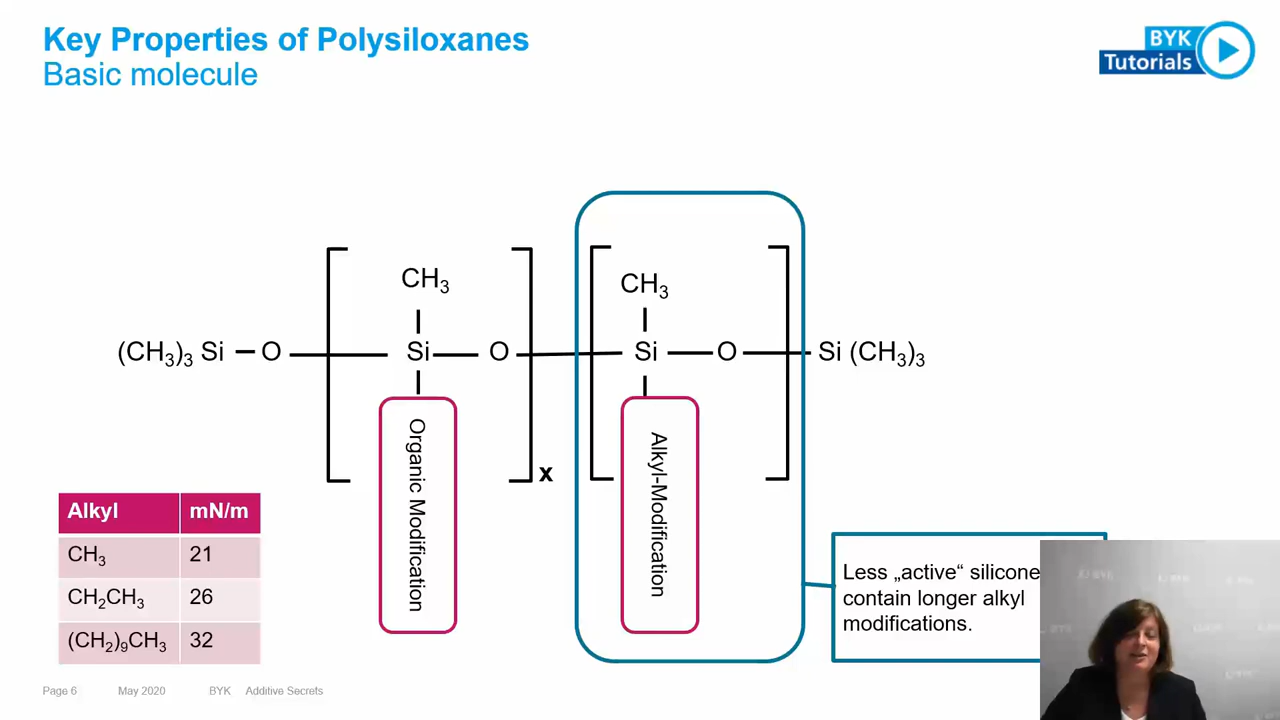 Key Properties of Polysiloxanes
Basic molecule
BYK
Tutorials
CH₃
CH₃
(CH₃)₃ Si – O
Si
O
Si
O
Si (CH₃)₃
Organic Modification
Alkyl-Modification
x
Alkyl mN/m
CH₃ 21
CH₂CH₃ 26
(CH₂)₉CH₃ 32
Less „active“ silicone
contain longer alkyl
modifications.
Page 6 May 2020 BYK Additive Secrets